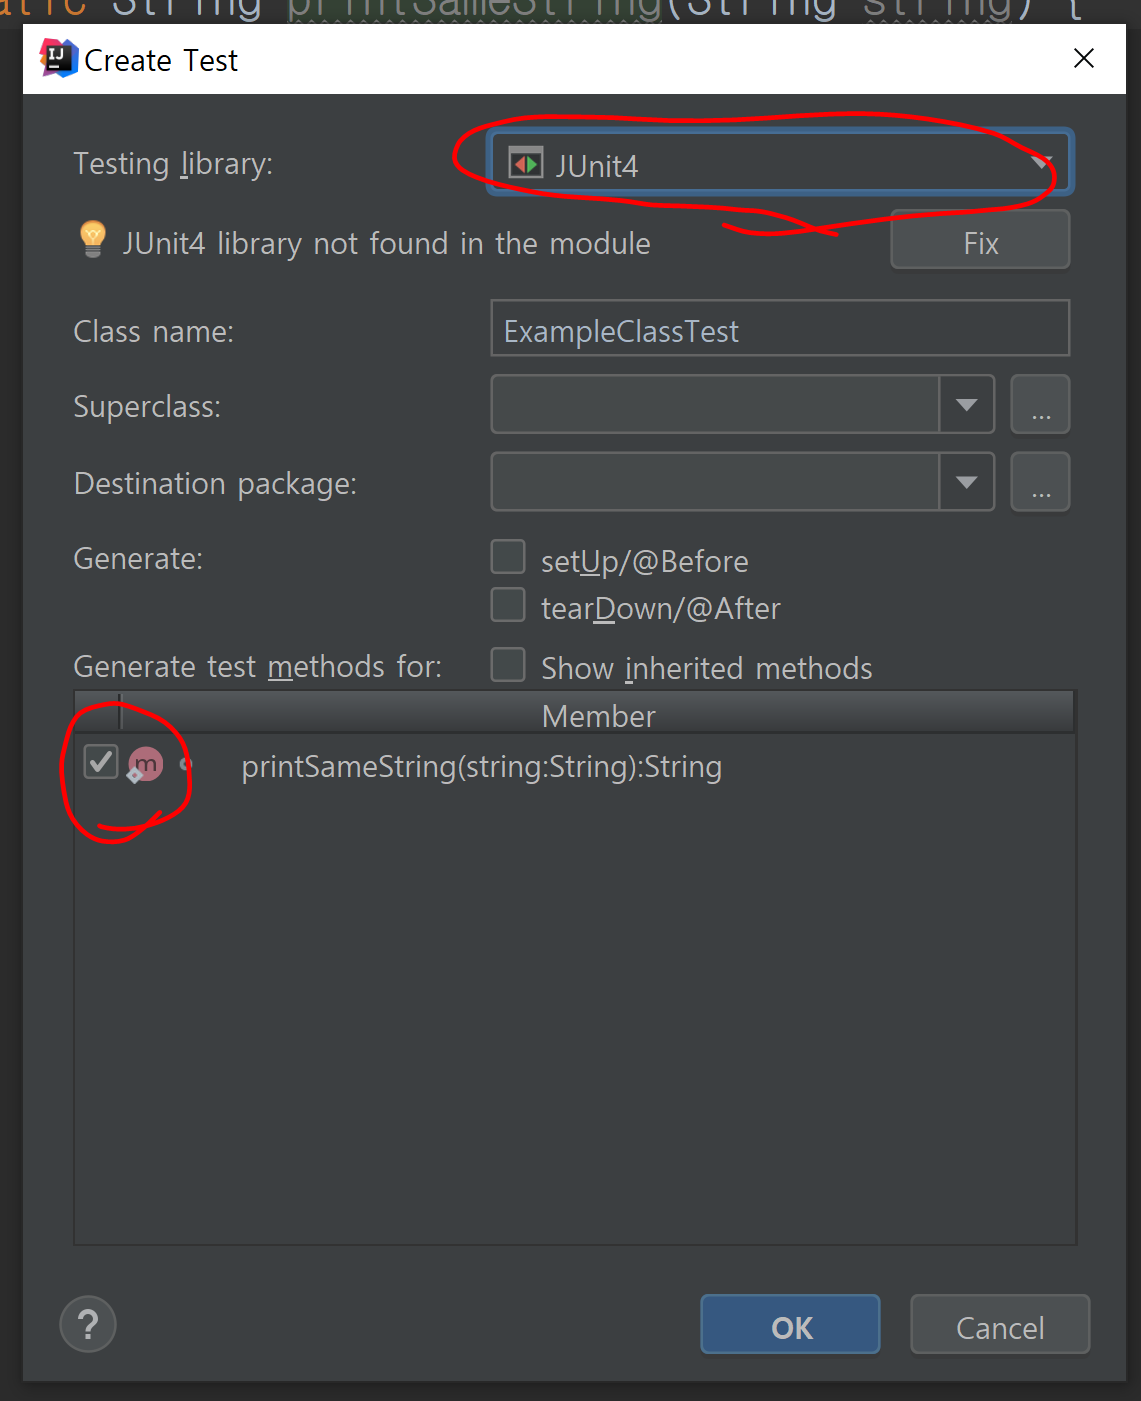 static String printSameString(String string) {
IJ Create Test
Testing library: JUnit4
JUnit4 library not found in the module Fix
Class name: ExampleClassTest
Superclass: ...
Destination package: ...
Generate: setUp/@Before
tearDown/@After
Generate test methods for: Show inherited methods
Member
m printSameString(string:String):String
? OK Cancel